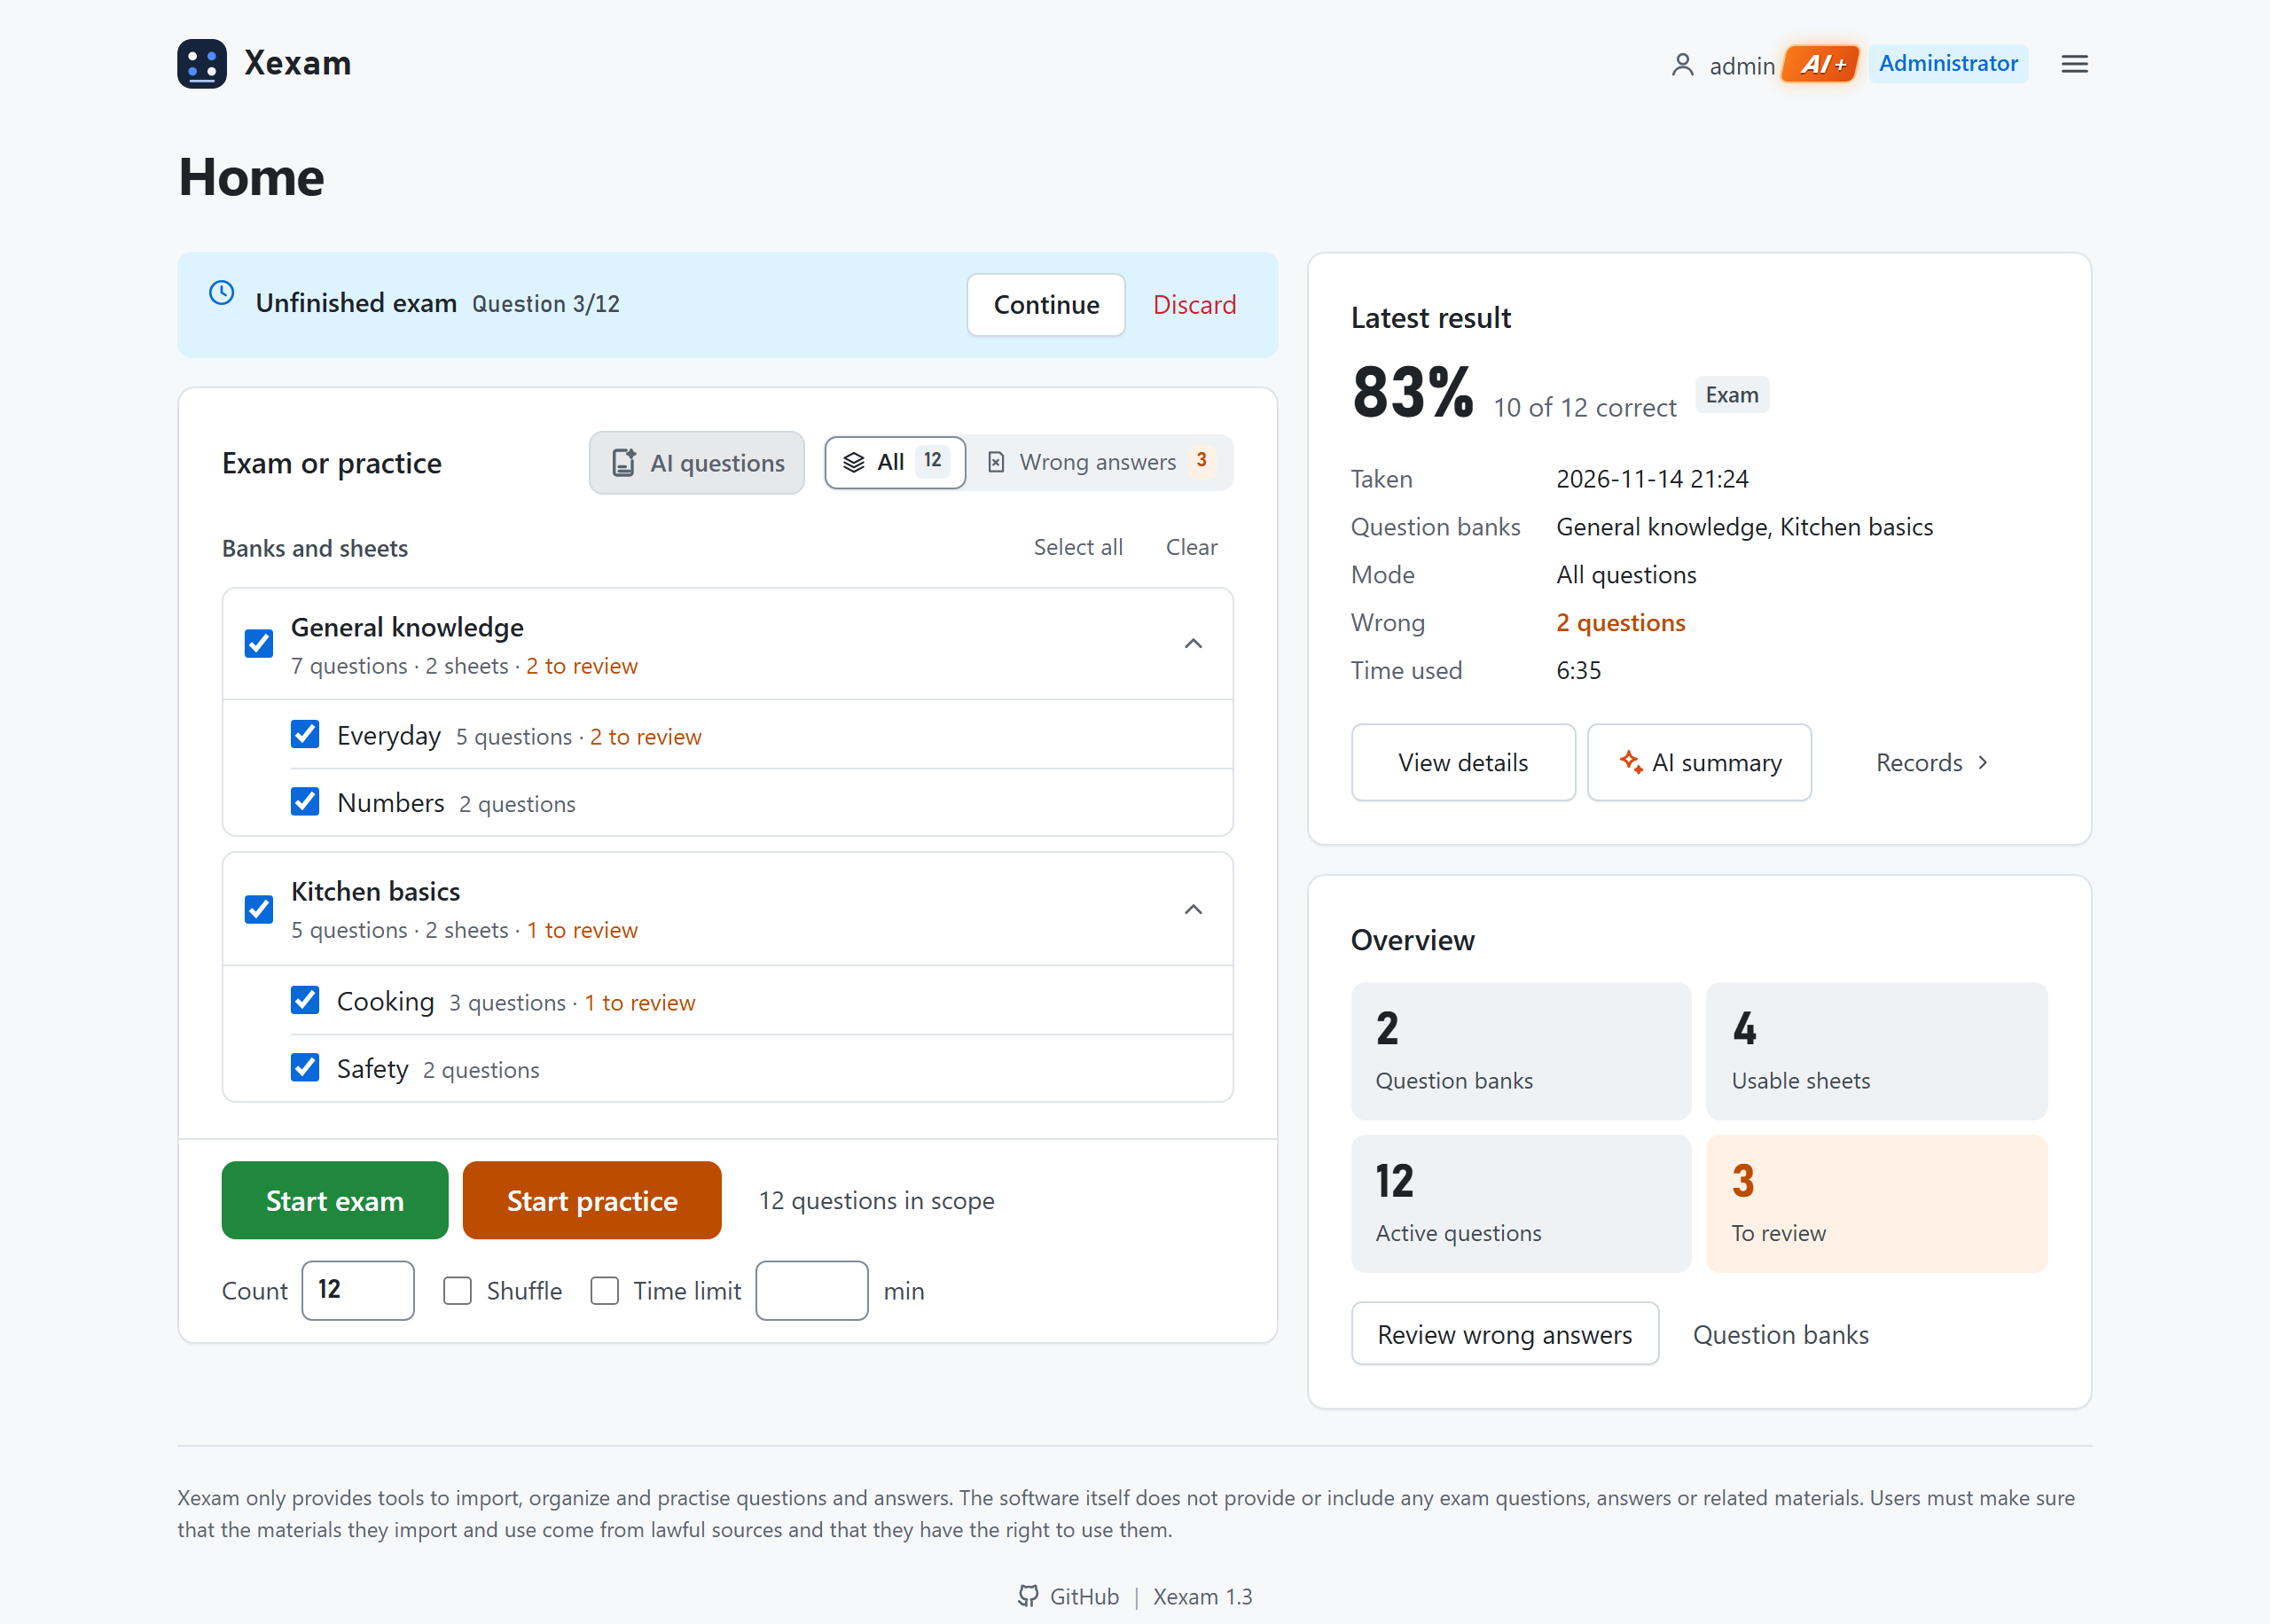 Xexam
admin AI+ Administrator
Home
Unfinished exam Question 3/12 Continue Discard
Exam or practice AI questions All 12 Wrong answers 3
Banks and sheets Select all Clear
General knowledge
7 questions · 2 sheets · 2 to review
Everyday 5 questions · 2 to review
Numbers 2 questions
Kitchen basics
5 questions · 2 sheets · 1 to review
Cooking 3 questions · 1 to review
Safety 2 questions
Start exam Start practice 12 questions in scope
Count 12 Shuffle Time limit min
Latest result
83% 10 of 12 correct Exam
Taken 2026-11-14 21:24
Question banks General knowledge, Kitchen basics
Mode All questions
Wrong 2 questions
Time used 6:35
View details AI summary Records
Overview
2
Question banks
4
Usable sheets
12
Active questions
3
To review
Review wrong answers Question banks
Xexam only provides tools to import, organize and practise questions and answers. The software itself does not provide or include any exam questions, answers or related materials. Users must make sure
that the materials they import and use come from lawful sources and that they have the right to use them.
GitHub | Xexam 1.3